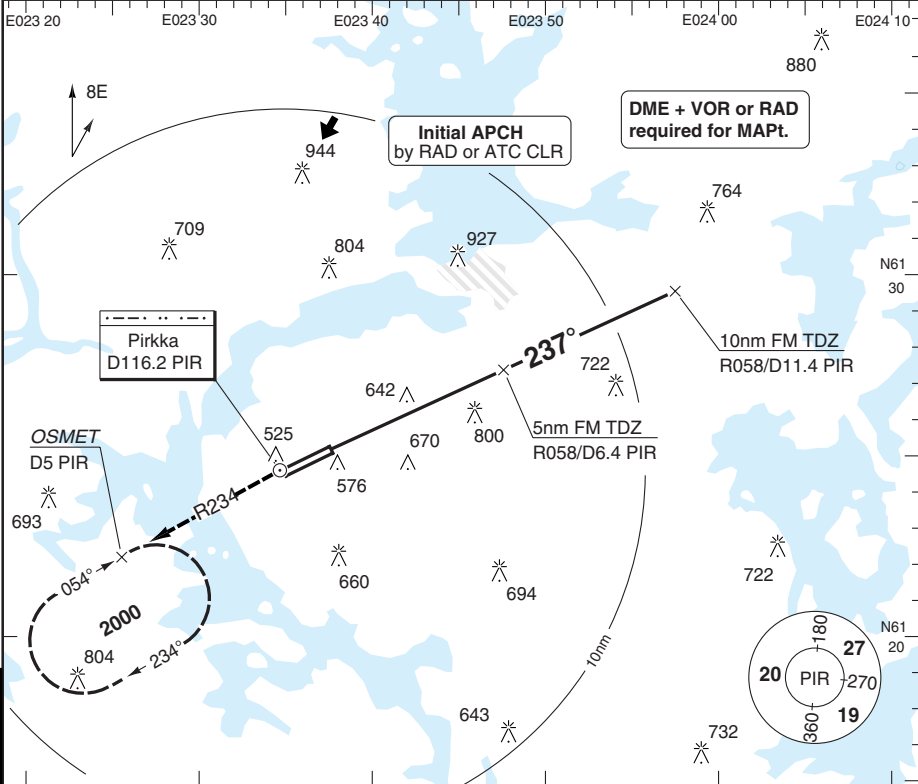 E023 20
E023 30
E023 40
E023 50
E024 00
E024 10
8E
880
Initial APCH
by RAD or ATC CLR
DME + VOR or RAD
required for MAPt.
944
764
709
804
927
N61
30
Pirkka
D116.2 PIR
237°
10nm FM TDZ
R058/D11.4 PIR
722
642
525
800
5nm FM TDZ
R058/D6.4 PIR
OSMET
D5 PIR
670
576
R234
693
660
694
722
054°
2000
234°
804
10nm
N61
20
180
27
20
PIR
270
19
360
643
732